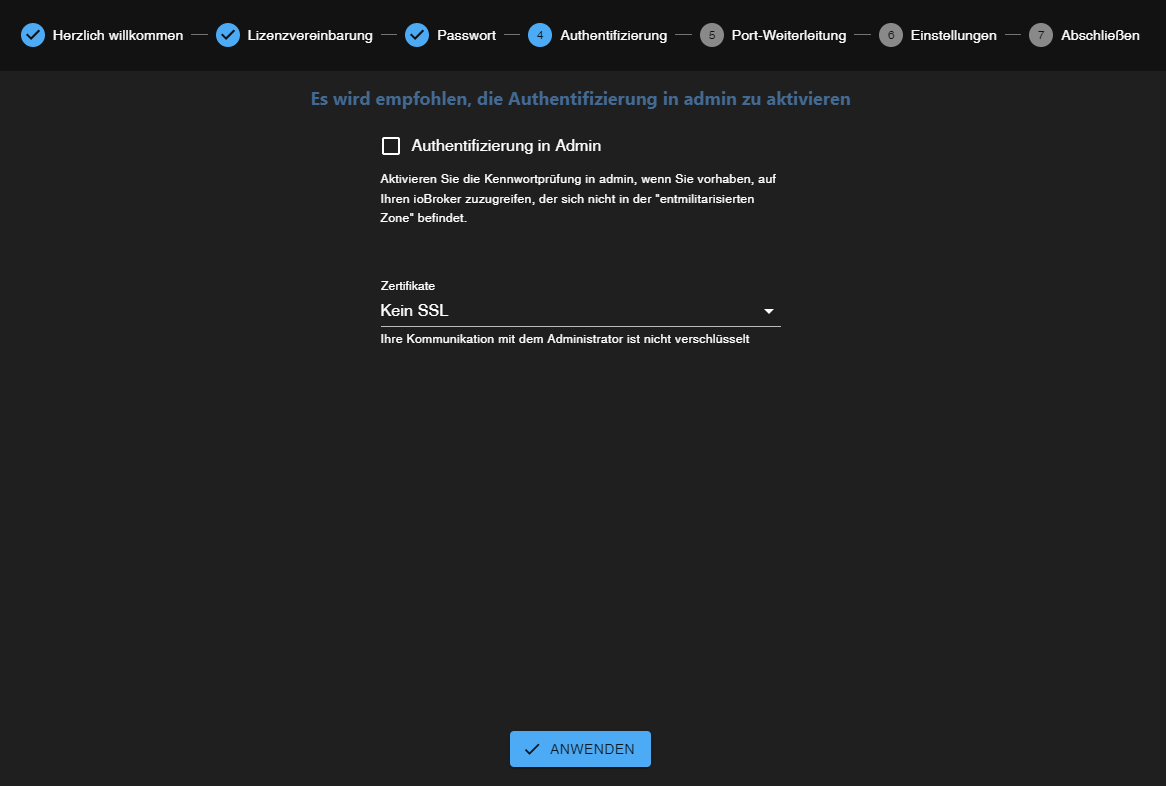 Herzlich willkommen
Lizenzvereinbarung
Passwort
4 Authentifizierung
5 Port-Weiterleitung
6 Einstellungen
7 Abschließen
Es wird empfohlen, die Authentifizierung in admin zu aktivieren
Authentifizierung in Admin
Aktivieren Sie die Kennwortprüfung in admin, wenn Sie vorhaben, auf
Ihren ioBroker zuzugreifen, der sich nicht in der "entmilitarisierten
Zone" befindet.
Zertifikate
Kein SSL
Ihre Kommunikation mit dem Administrator ist nicht verschlüsselt
ANWENDEN